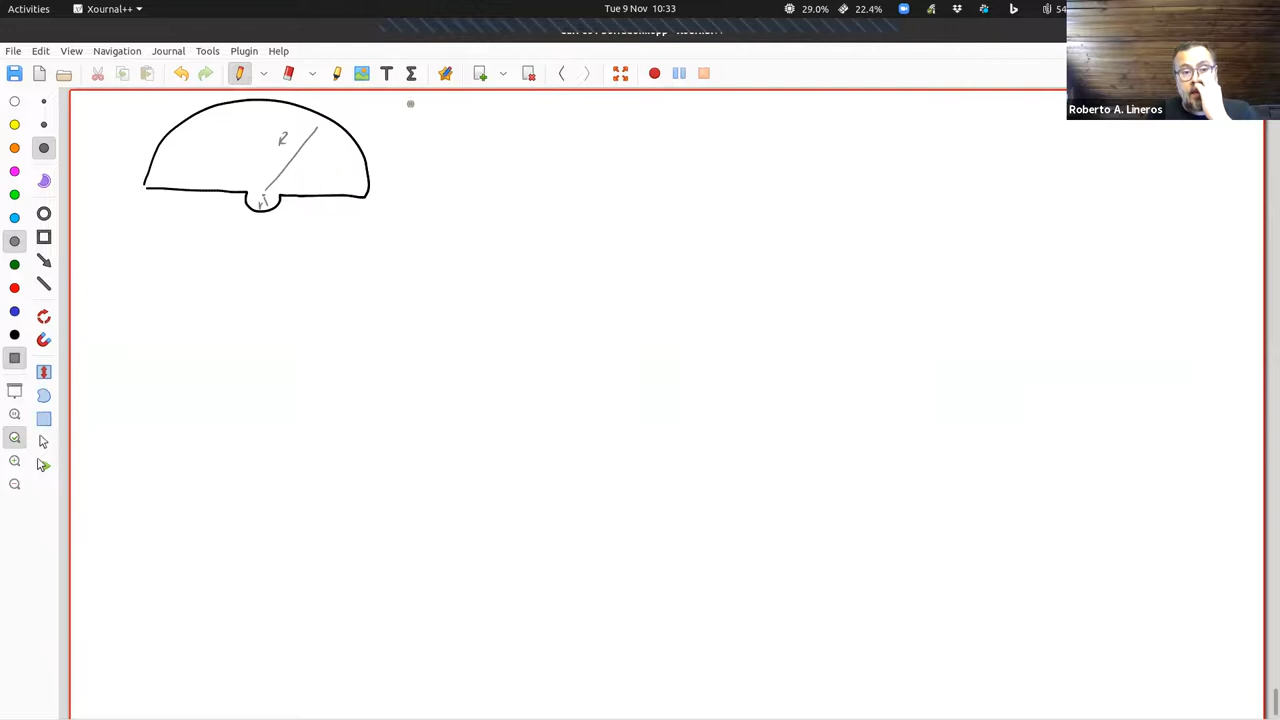 Activities
Xournal++
Tue 9 Nov 10:33
29.0%
22.4%
54
File Edit View Navigation Journal Tools Plugin Help
Roberto A. Lineros
R
r